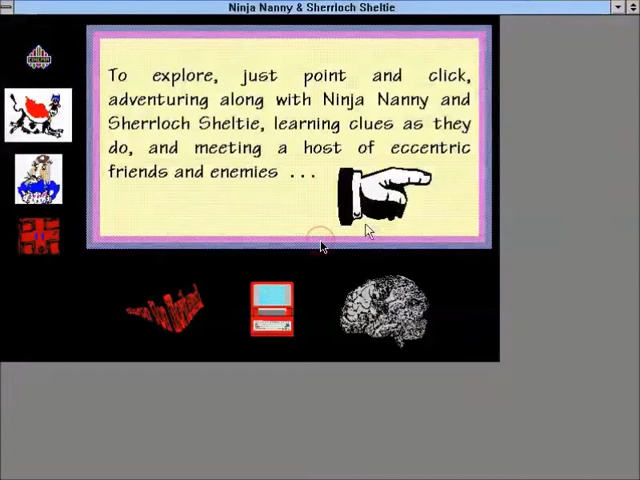 Ninja Nanny & Sherrloch Sheltie
To explore, just point and click,
adventuring along with Ninja Nanny and
Sherrloch Sheltie, learning clues as they
do, and meeting a host of eccentric
friends and enemies ...